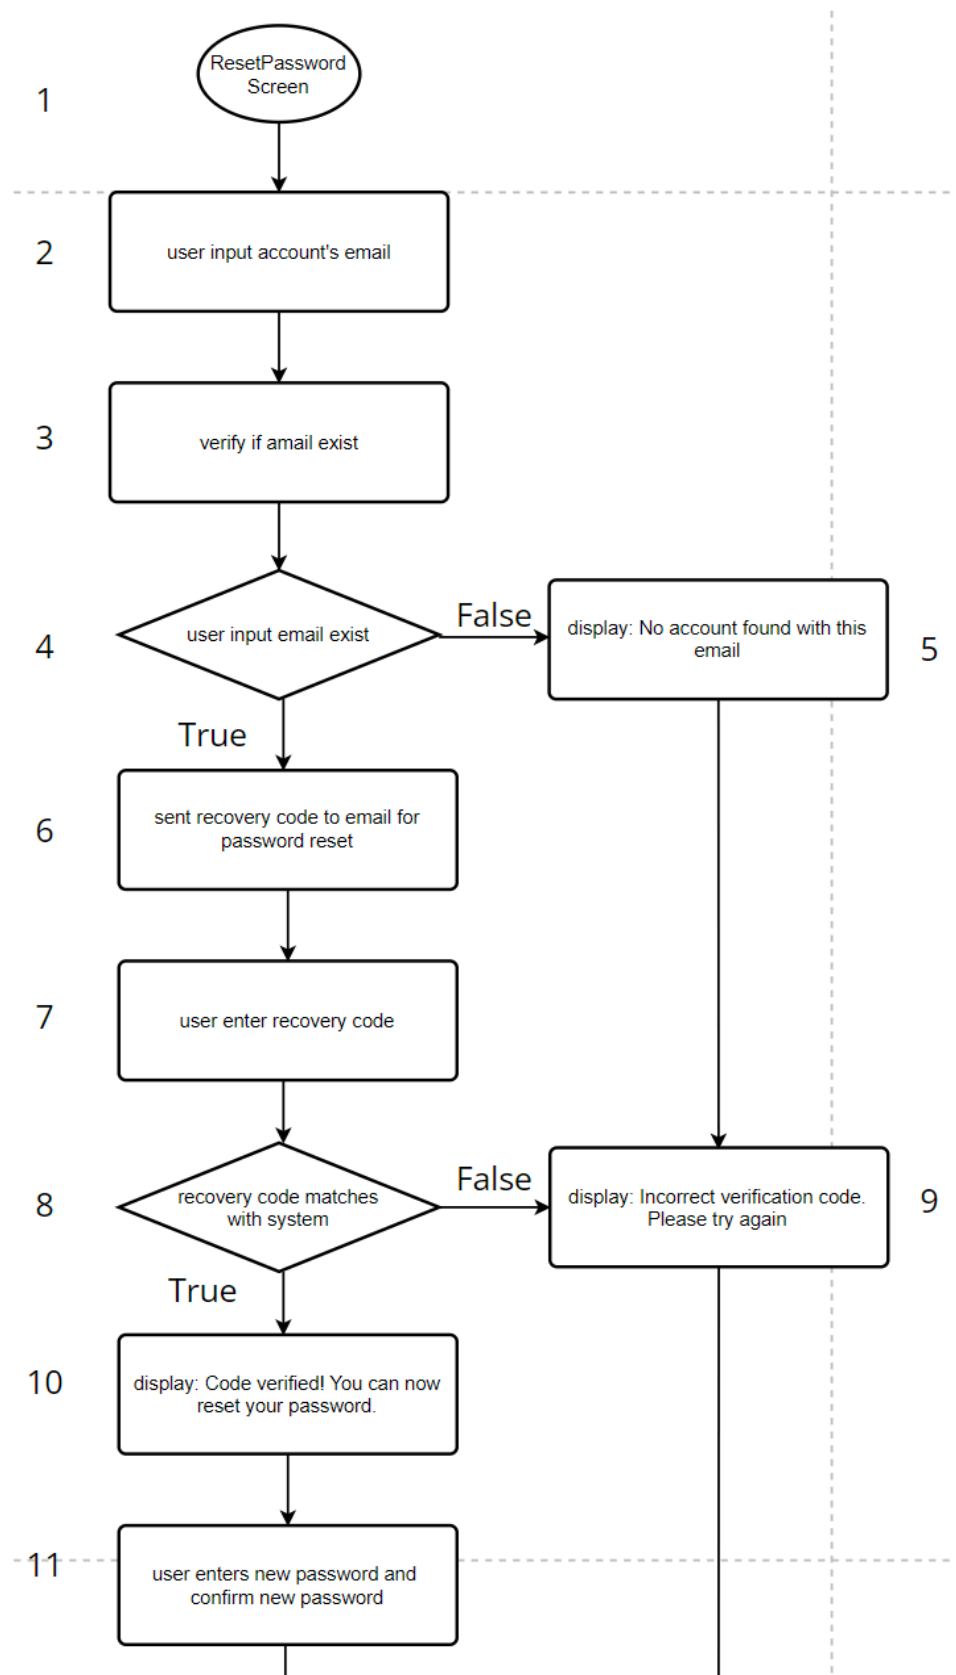 ResetPassword
Screen
1
2
user input account's email
3
verify if amail exist
4
user input email exist
False
display: No account found with this
email
5
True
6
sent recovery code to email for
password reset
7
user enter recovery code
8
recovery code matches
with system
False
display: Incorrect verification code.
Please try again
9
True
10
display: Code verified! You can now
reset your password.
11
user enters new password and
confirm new password